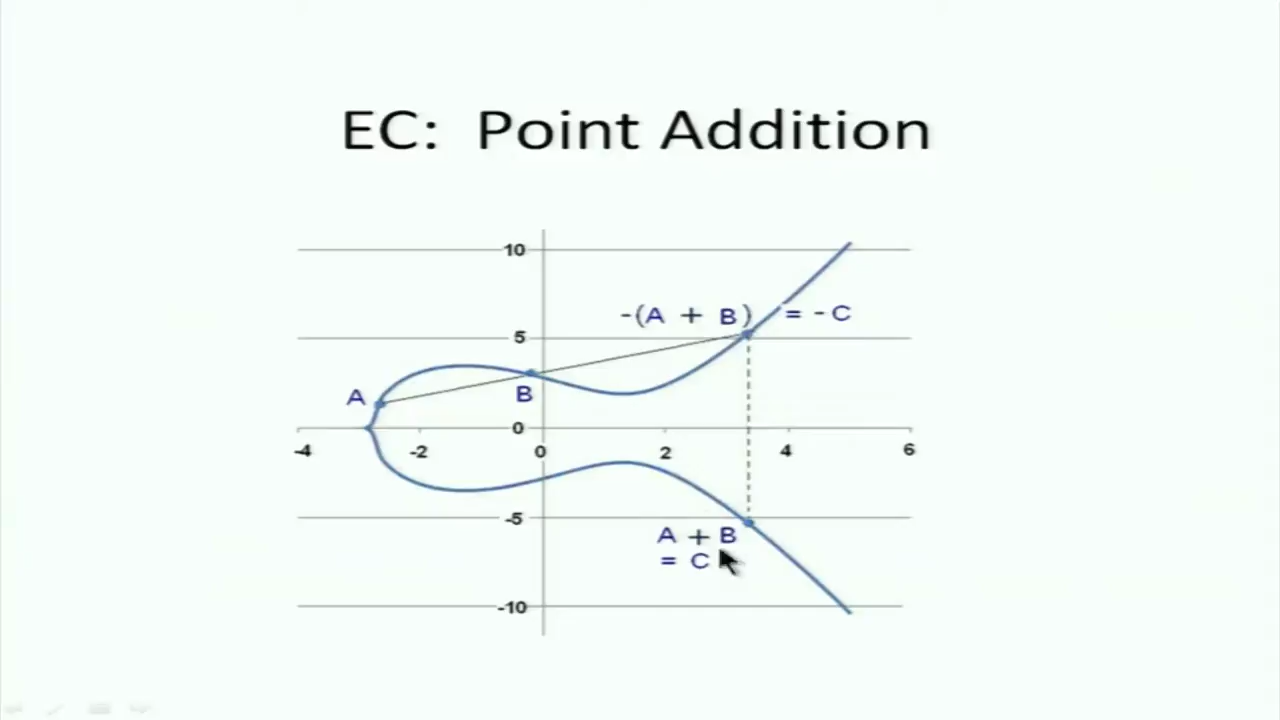 EC: Point Addition
10
-(A + B) = -C
5
A
B
0
-4 -2 0 2 4 6
-5
A + B
= C
-10